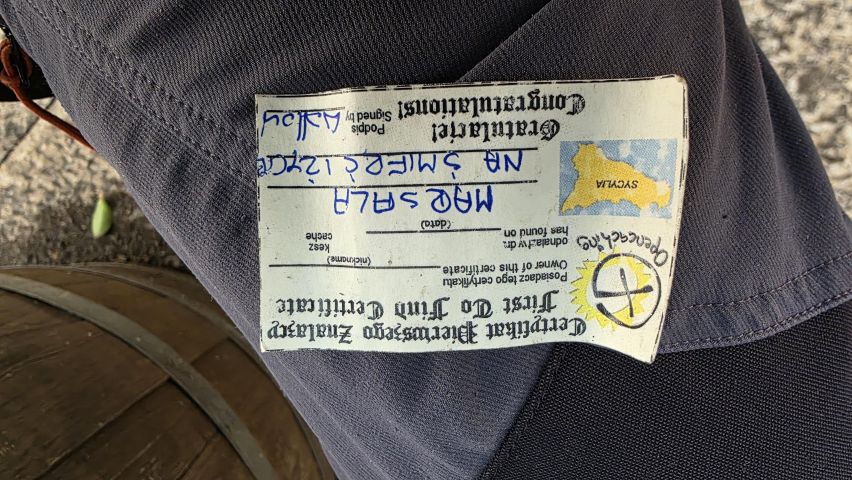 Certyfikat Pierwszego Znalazcy
First To Find Certificate
Opencaching
Posiadacz tego certyfikatu
Owner of this certificate
(nickname)
odnalazł w dn.
has found on
(data)
kesz
cache
MARSALA
NA ŚMIERĆ I ŻYCIE
SYCYLIA
Gratulacje!
Congratulations!
Podpis
Signed by